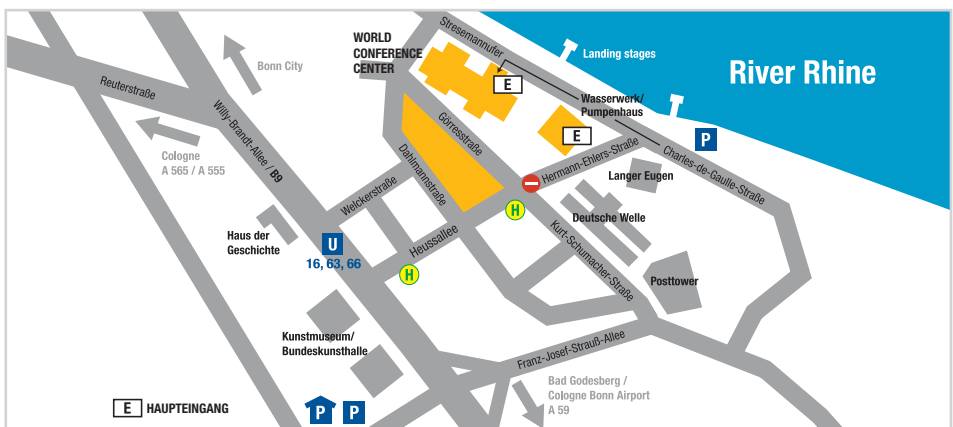 WORLD
CONFERENCE
CENTER
Stresemannufer
Landing stages
River Rhine
Bonn City
Reuterstraße
E
Wasserwerk/
Pumpenhaus
Willy-Brandt-Allee / B9
Görresstraße
E
P
Cologne
A 565 / A 555
Dahlmannstraße
Hermann-Ehlers-Straße
Charles-de-Gaulle-Straße
Langer Eugen
Welckerstraße
H
Deutsche Welle
Haus der
Geschichte
U
16, 63, 66
Heussallee
H
Kurt-Schumacher-Straße
Posttower
Kunstmuseum/
Bundeskunsthalle
Franz-Josef-Strauß-Allee
Bad Godesberg /
Cologne Bonn Airport
A 59
E HAUPTEINGANG
P P